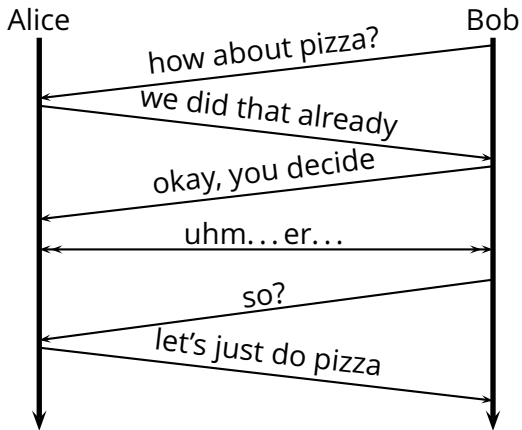 Alice
Bob
how about pizza?
we did that already
okay, you decide
uhm...er...
so?
let’s just do pizza